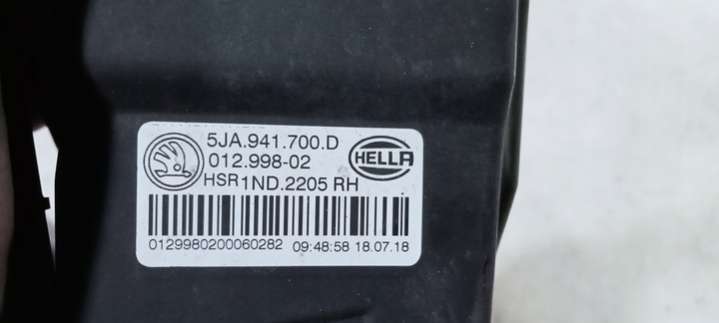 5JA.941.700.D
012.998-02
HSR1ND.2205 RH
HELLA
0129980200060282 09:48:58 18.07.18